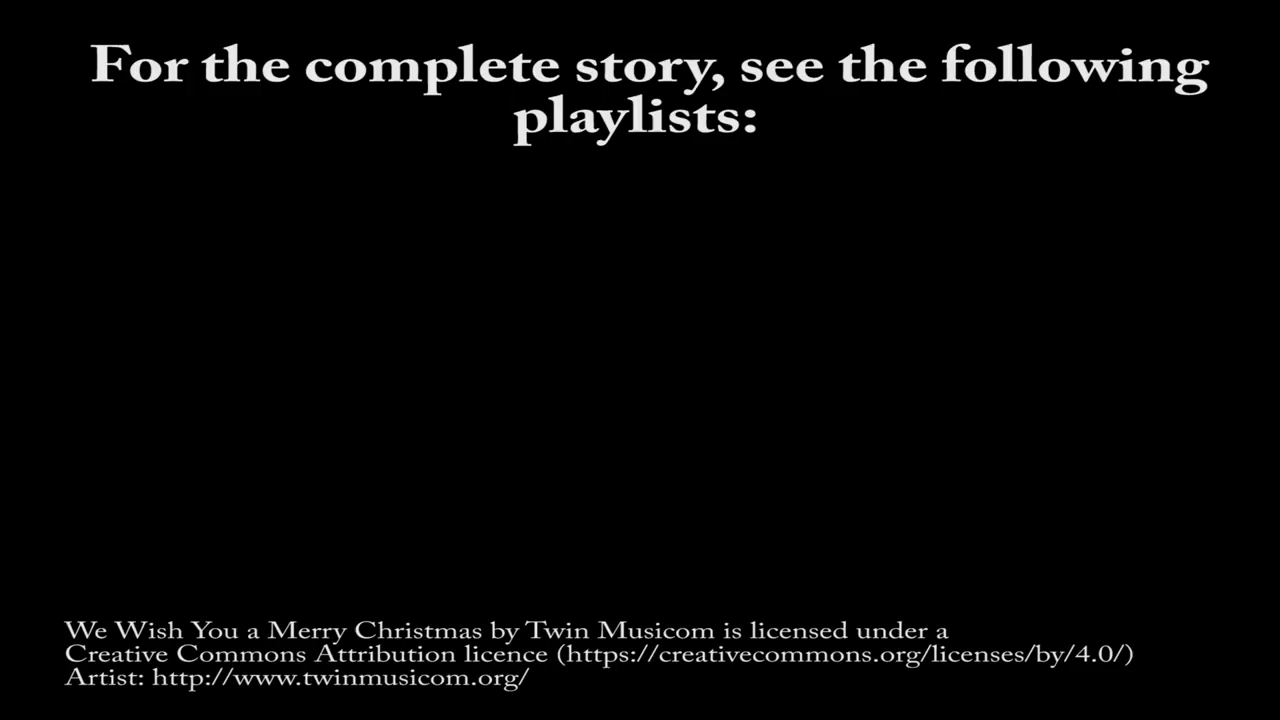 For the complete story, see the following
playlists:
We Wish You a Merry Christmas by Twin Musicom is licensed under a
Creative Commons Attribution licence (https://creativecommons.org/licenses/by/4.0/)
Artist: http://www.twinmusicom.org/